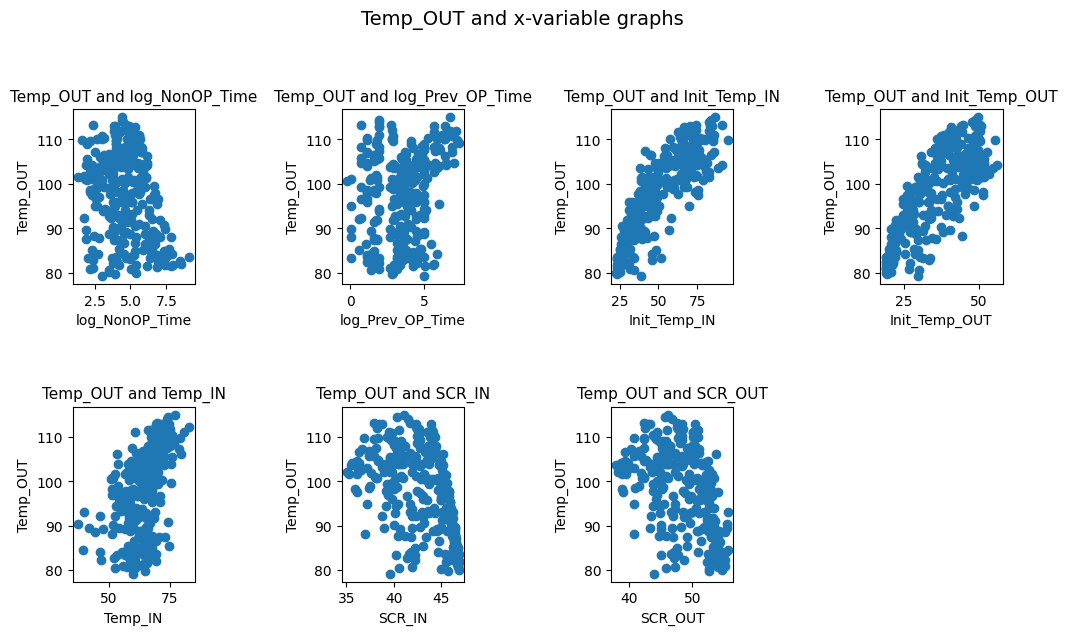 Temp_OUT and x-variable graphs
Temp_OUT and log_NonOP_Time
Temp_OUT
110
100
90
80
2.5 5.0 7.5
log_NonOP_Time
Temp_OUT and log_Prev_OP_Time
Temp_OUT
110
100
90
80
0 5
log_Prev_OP_Time
Temp_OUT and Init_Temp_IN
Temp_OUT
110
100
90
80
25 50 75
Init_Temp_IN
Temp_OUT and Init_Temp_OUT
Temp_OUT
110
100
90
80
25 50
Init_Temp_OUT
Temp_OUT and Temp_IN
Temp_OUT
110
100
90
80
50 75
Temp_IN
Temp_OUT and SCR_IN
Temp_OUT
110
100
90
80
35 40 45
SCR_IN
Temp_OUT and SCR_OUT
Temp_OUT
110
100
90
80
40 50
SCR_OUT